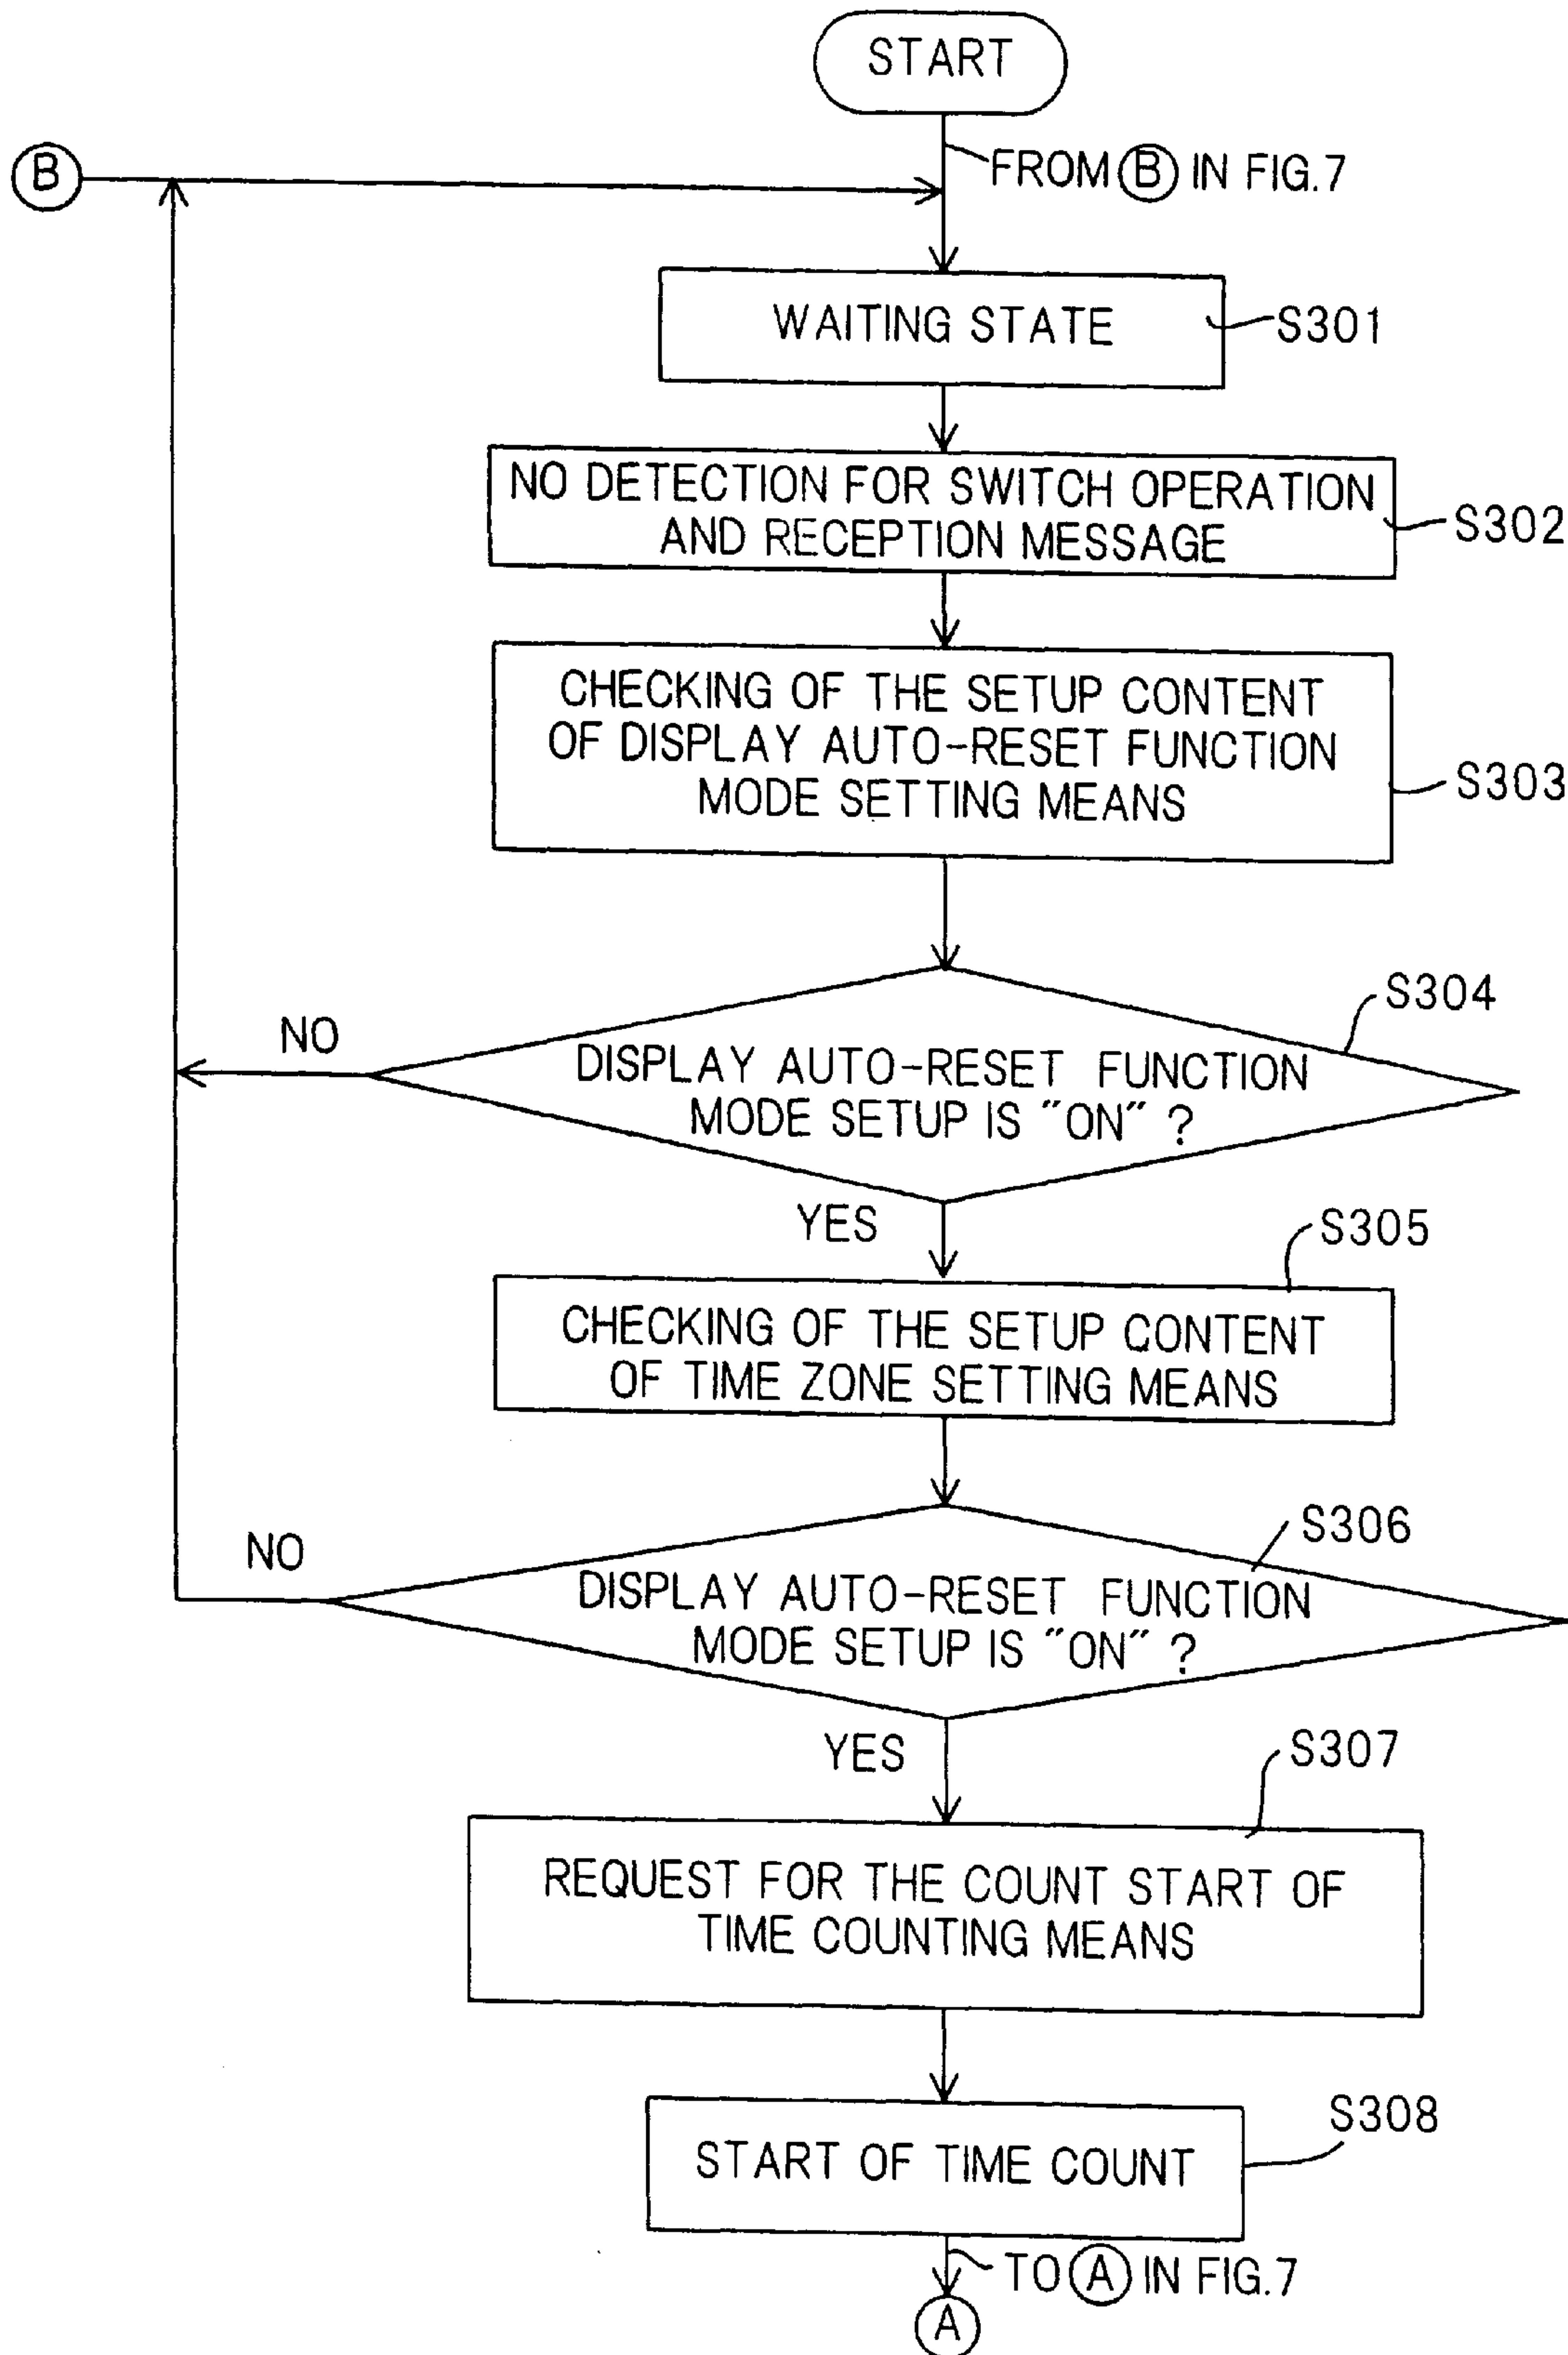 START
B
FROM B IN FIG.7
WAITING STATE
S301
NO DETECTION FOR SWITCH OPERATION
AND RECEPTION MESSAGE
S302
CHECKING OF THE SETUP CONTENT
OF DISPLAY AUTO-RESET FUNCTION
MODE SETTING MEANS
S303
S304
NO
DISPLAY AUTO-RESET FUNCTION
MODE SETUP IS "ON" ?
YES
S305
CHECKING OF THE SETUP CONTENT
OF TIME ZONE SETTING MEANS
S306
NO
DISPLAY AUTO-RESET FUNCTION
MODE SETUP IS "ON" ?
YES
S307
REQUEST FOR THE COUNT START OF
TIME COUNTING MEANS
S308
START OF TIME COUNT
TO A IN FIG.7
A